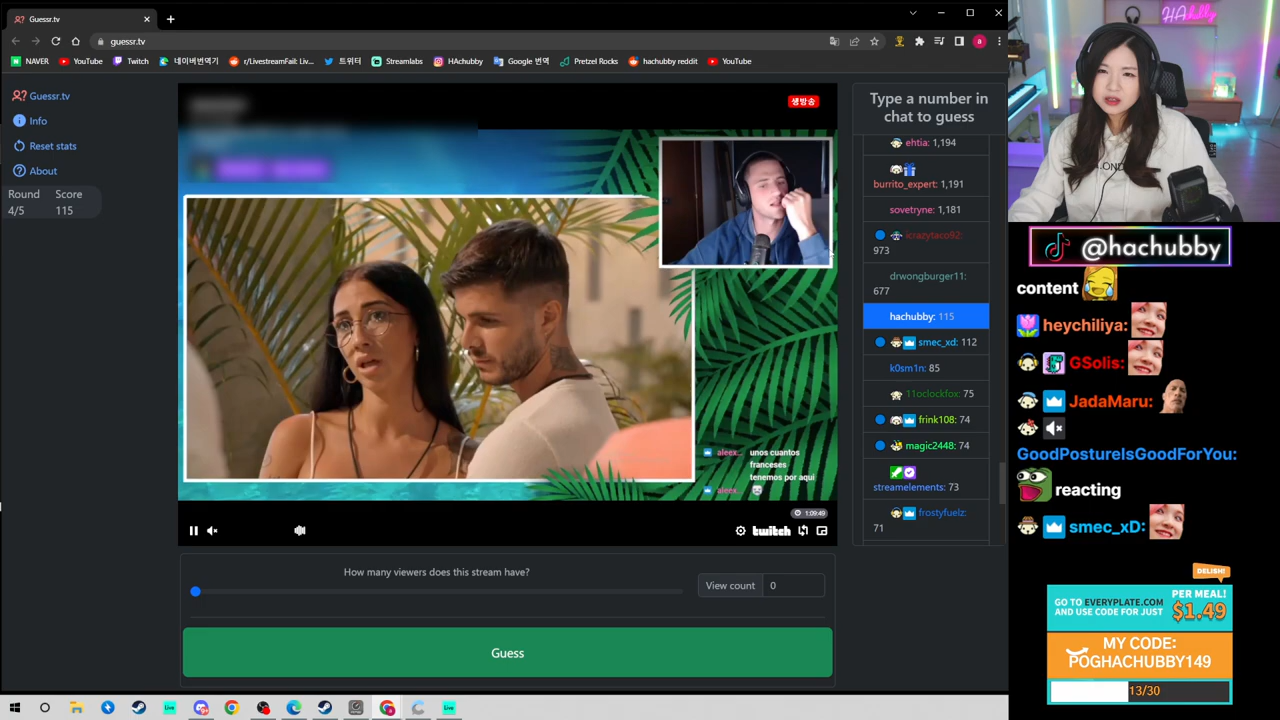 Guessr.tv
guessr.tv
NAVER
YouTube
Twitch
네이버번역기
r/LivestreamFail: Liv...
트위터
Streamlabs
HAchubby
Google 번역
Pretzel Rocks
hachubby reddit
YouTube
Guessr.tv
Info
Reset stats
About
Round Score
4/5 115
생방송
aleex... unos cuantos
franceses
tenemos por aqui
aleex...
1:09:49
twitch
How many viewers does this stream have?
View count 0
Guess
Type a number in
chat to guess
ehtia: 1,194
burrito_expert: 1,191
sovetryne: 1,181
icrazytaco92:
973
drwongburger11:
677
hachubby: 115
smec_xd: 112
k0sm1n: 85
11oclockfox: 75
frink108: 74
magic2448: 74
streamelements: 73
frostyfuelz:
71
HAchubby
@hachubby
content
heychiliya:
GSolis:
JadaMaru:
GoodPostureIsGoodForYou:
reacting
smec_xD:
DELISH!
GO TO EVERYPLATE.COM
AND USE CODE FOR JUST
PER MEAL!
$1.49
MY CODE:
POGHACHUBBY149
13/30